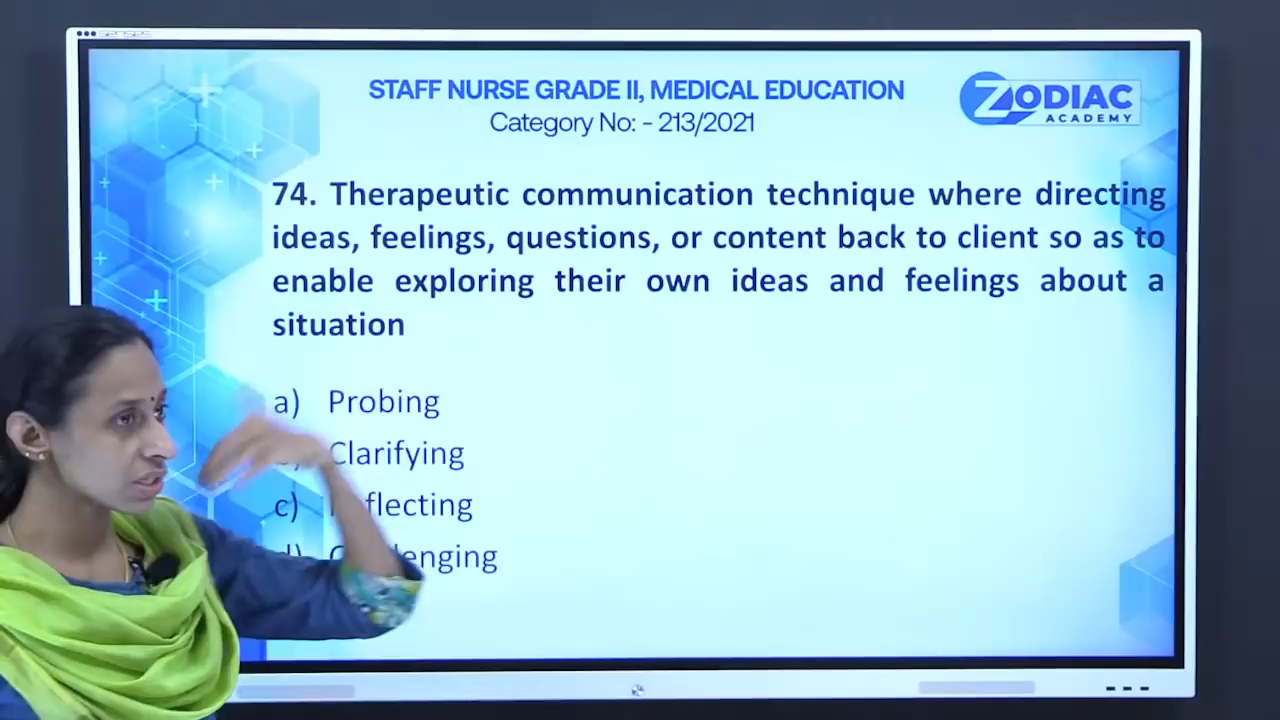 STAFF NURSE GRADE II, MEDICAL EDUCATION
Category No: - 213/2021
ZODIAC
ACADEMY
74. Therapeutic communication technique where directing
ideas, feelings, questions, or content back to client so as to
enable exploring their own ideas and feelings about a
situation
a) Probing
Clarifying
c)
d)